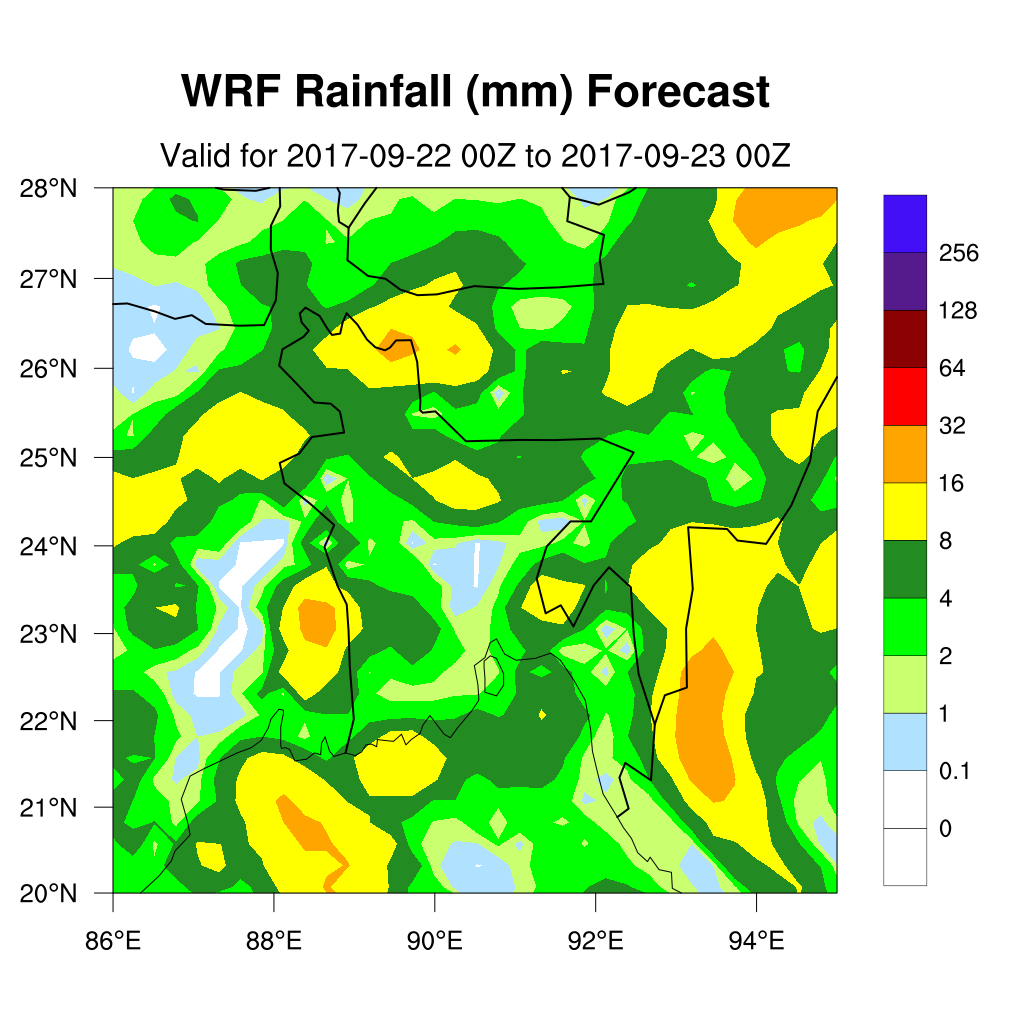 WRF Rainfall (mm) Forecast
Valid for 2017-09-22 00Z to 2017-09-23 00Z
28°N
27°N
26°N
25°N
24°N
23°N
22°N
21°N
20°N
86°E 88°E 90°E 92°E 94°E
256
128
64
32
16
8
4
2
1
0.1
0